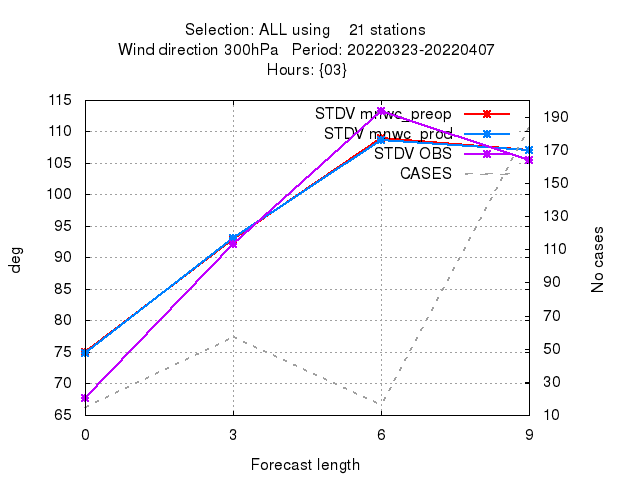 Selection: ALL using 21 stations
Wind direction 300hPa Period: 20220323-20220407
Hours: {03}
115
110
105
100
95
90
85
80
75
70
65
deg
STDV mnwc_preop
STDV mnwc_prod
STDV OBS
CASES
190
170
150
130
110
90
70
50
30
10
No cases
0 3 6 9
Forecast length